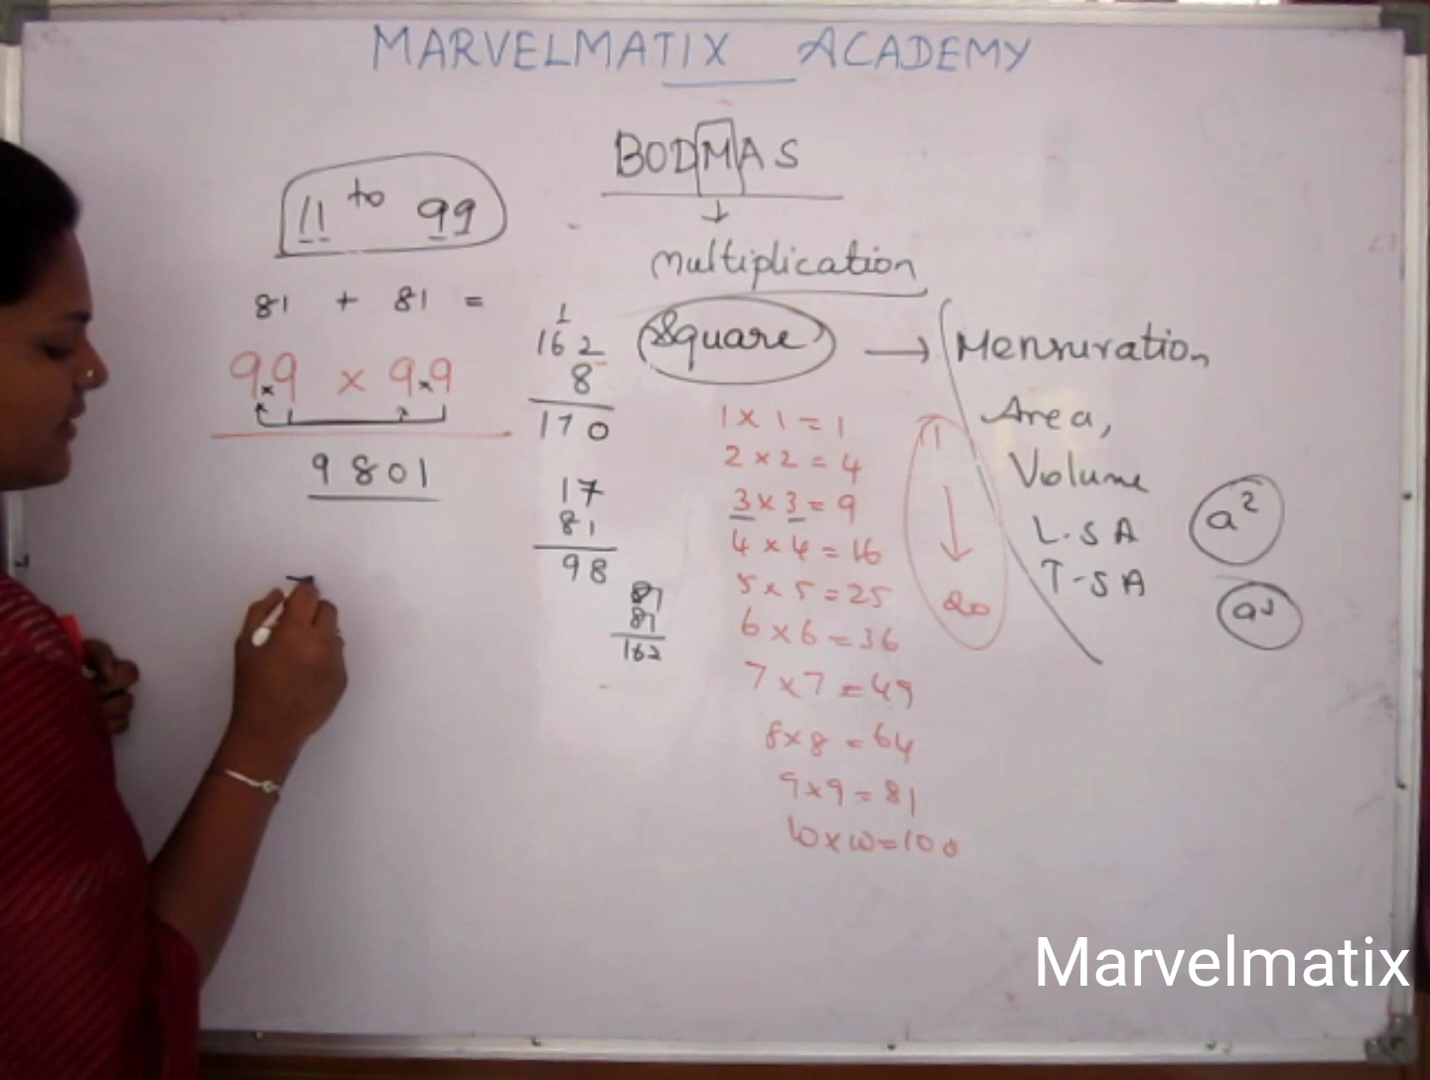 MARVELMATIX ACADEMY
BODMAS
multiplication
Square → Mensuration
Area,
Volume
L.SA
T-SA
a²
11 to 99
81 + 81 =
99 × 99
9801
1
162
8
170
17
81
98
81
81
162
1 × 1 = 1
2 × 2 = 4
3 × 3 = 9
4 × 4 = 16
5 × 5 = 25
6 × 6 = 36
7 × 7 = 49
8 × 8 = 64
9 × 9 = 81
10 × 10 = 100
20
Marvelmatix